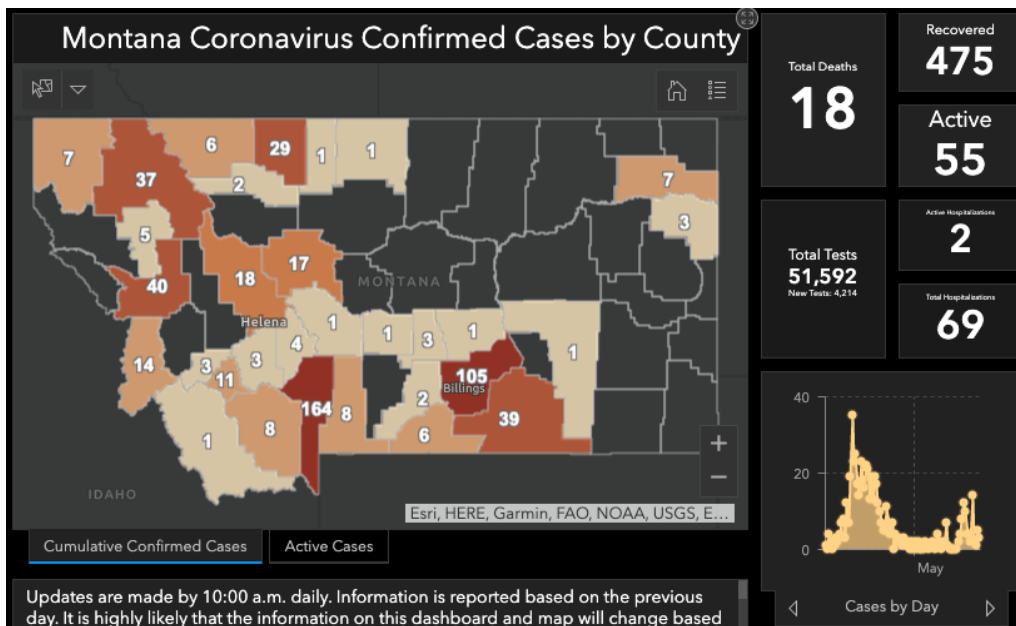 Montana Coronavirus Confirmed Cases by County
7
37
6
29
1
1
2
5
40
18
17
MONTANA
7
3
Helena
1
4
3
3
11
14
1
3
1
1
105
Billings
2
39
164
8
8
6
1
IDAHO
+
−
Esri, HERE, Garmin, FAO, NOAA, USGS, E...
Cumulative Confirmed Cases
Active Cases
Updates are made by 10:00 a.m. daily. Information is reported based on the previous
day. It is highly likely that the information on this dashboard and map will change based
Total Deaths
18
Recovered
475
Active
55
Total Tests
51,592
New Tests: 4,214
Active Hospitalizations
2
Total Hospitalizations
69
40
20
0
May
Cases by Day